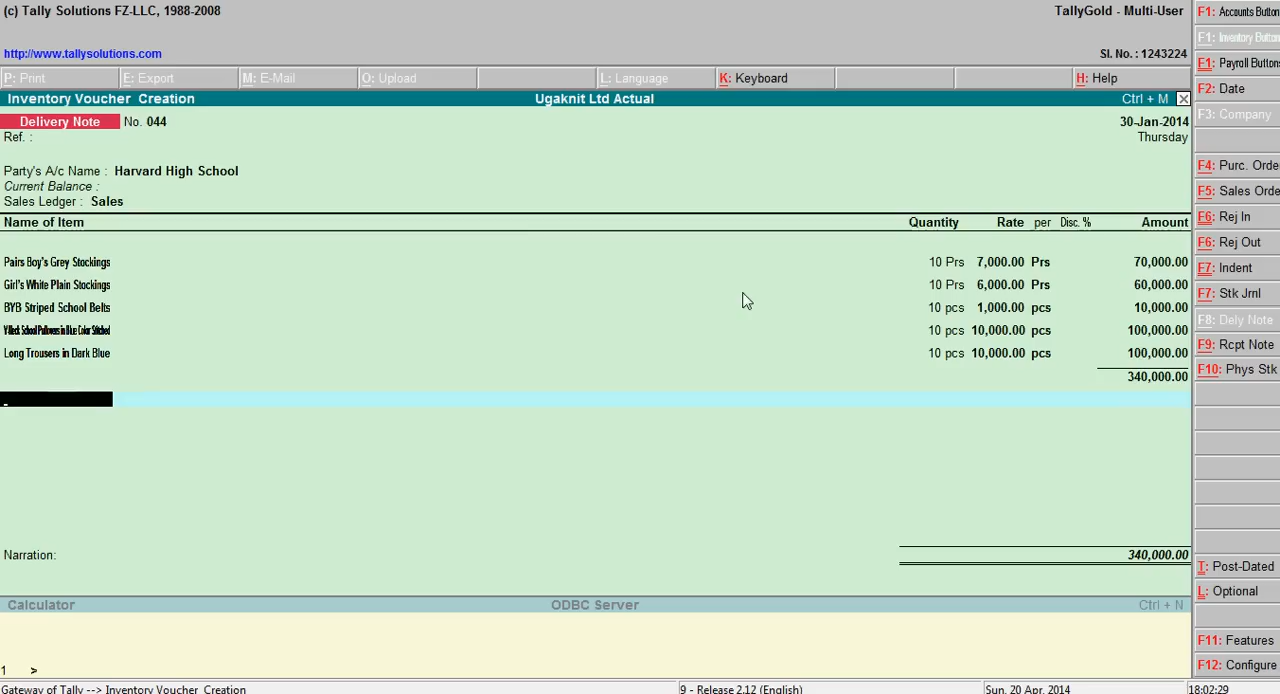 (c) Tally Solutions FZ-LLC, 1988-2008
TallyGold - Multi-User
http://www.tallysolutions.com
Sl. No. : 1243224
P: Print
E: Export
M: E-Mail
O: Upload
L: Language
K: Keyboard
H: Help
Inventory Voucher Creation
Ugaknit Ltd Actual
Ctrl + M
Delivery Note No. 044
30-Jan-2014
Ref. :
Thursday
Party's A/c Name : Harvard High School
Current Balance :
Sales Ledger : Sales
Name of Item Quantity Rate per Disc. % Amount
Pairs Boy's Grey Stockings 10 Prs 7,000.00 Prs 70,000.00
Girl's White Plain Stockings 10 Prs 6,000.00 Prs 60,000.00
BYB Striped School Belts 10 pcs 1,000.00 pcs 10,000.00
10 pcs 10,000.00 pcs 100,000.00
Long Trousers in Dark Blue 10 pcs 10,000.00 pcs 100,000.00
340,000.00
Narration:
340,000.00
Calculator
ODBC Server
Ctrl + N
1 >
Gateway of Tally --> Inventory Voucher Creation
9 - Release 2.12 (English)
Sun, 20 Apr, 2014
18:02:29
F1: Accounts Button
F1: Inventory Button
F1: Payroll Buttons
F2: Date
F3: Company
F4: Purc. Orde
F5: Sales Orde
F6: Rej In
F6: Rej Out
F7: Indent
F7: Stk Jrnl
F8: Dely Note
F9: Rcpt Note
F10: Phys Stk
T: Post-Dated
L: Optional
F11: Features
F12: Configure